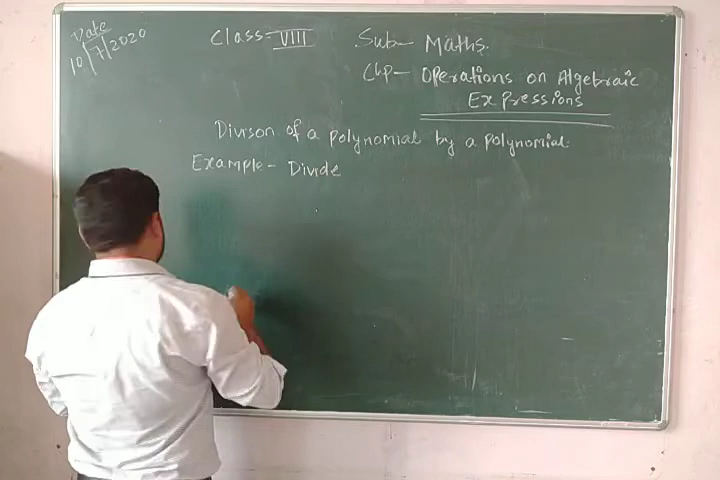 Date
10/7/2020
Class- VIII
Sub- Maths.
Chp- Operations on Algebraic
Expressions
Divison of a polynomial by a polynomial.
Example- Divide